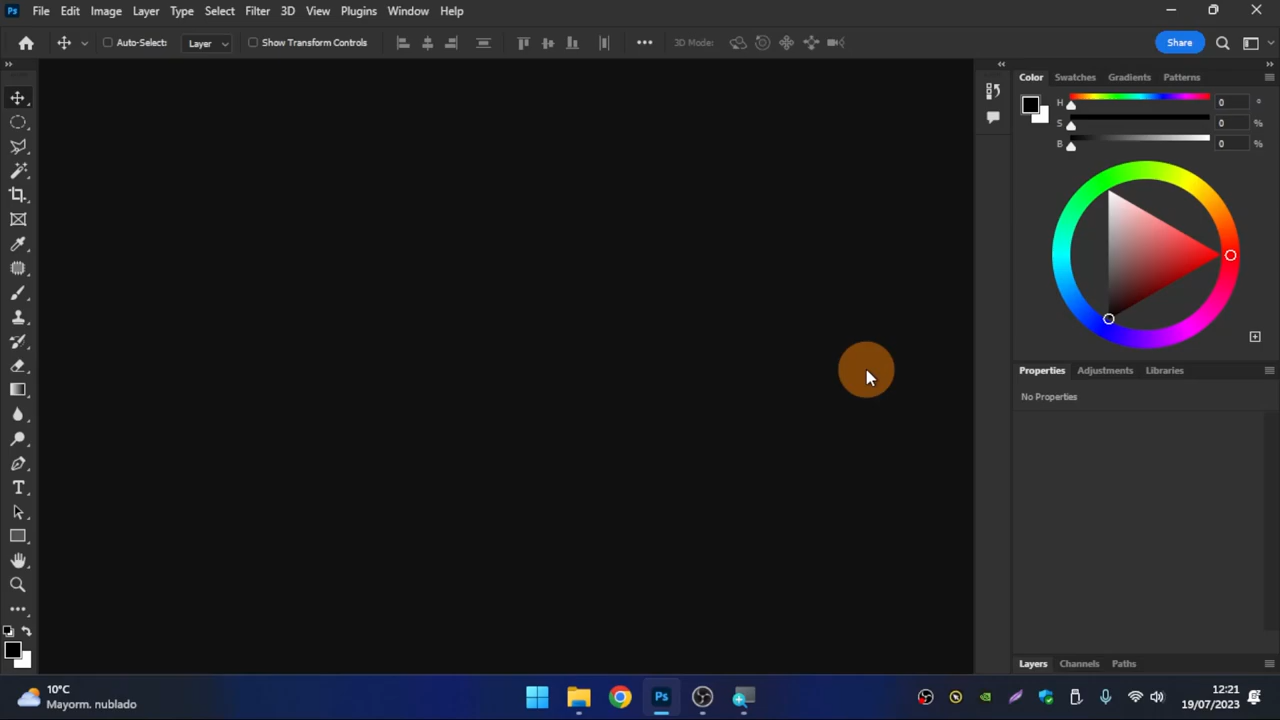 Ps File Edit Image Layer Type Select Filter 3D View Plugins Window Help
Auto-Select: Layer Show Transform Controls 3D Mode: Share
Color Swatches Gradients Patterns
H 0 °
S 0 %
B 0 %
Properties Adjustments Libraries
No Properties
T
Layers Channels Paths
10°C
Mayorm. nublado
Ps
12:21
19/07/2023